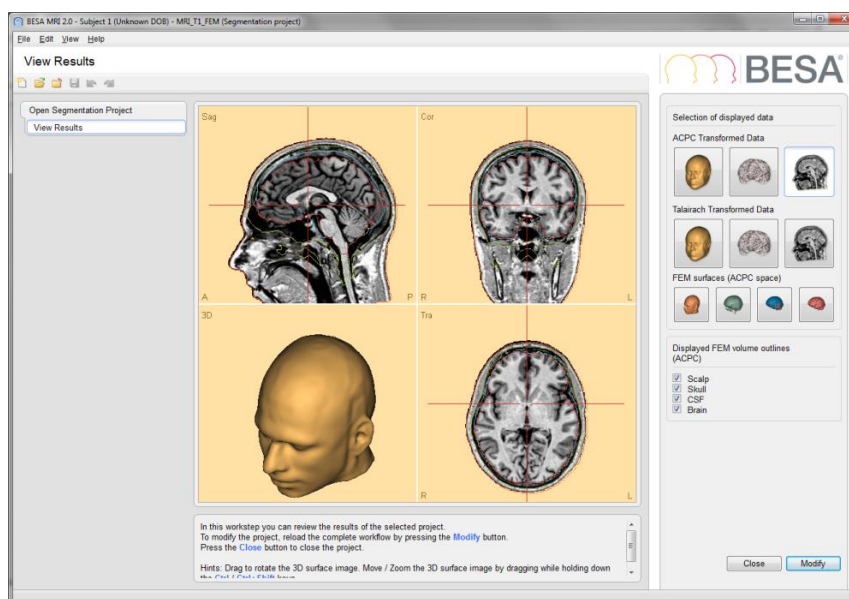 BESA MRI 2.0 - Subject 1 (Unknown DOB) - MRI_T1_FEM (Segmentation project)
File Edit View Help
View Results
BESA®
Open Segmentation Project
View Results
Sag
A
P
Cor
R
L
3D
Tra
R
L
Selection of displayed data
ACPC Transformed Data
Talairach Transformed Data
FEM surfaces (ACPC space)
Displayed FEM volume outlines
(ACPC)
Scalp
Skull
CSF
Brain
In this workstep you can review the results of the selected project.
To modify the project, reload the complete workflow by pressing the Modify button.
Press the Close button to close the project.
Hints: Drag to rotate the 3D surface image. Move / Zoom the 3D surface image by dragging while holding down
the Ctrl / Ctrl+Shift keys.
Close
Modify